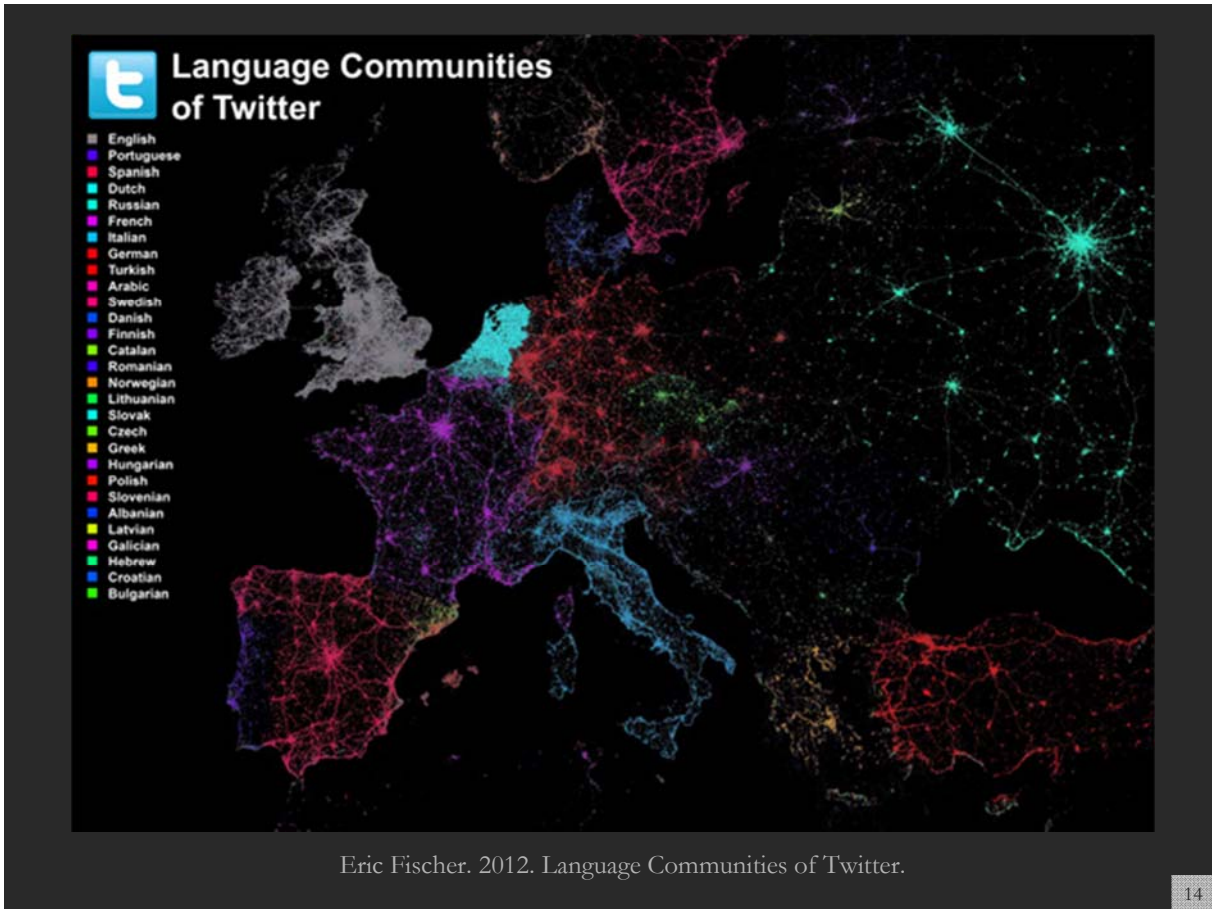 Language Communities
of Twitter
English
Portuguese
Spanish
Dutch
Russian
French
Italian
German
Turkish
Arabic
Swedish
Danish
Finnish
Catalan
Romanian
Norwegian
Lithuanian
Slovak
Czech
Greek
Hungarian
Polish
Slovenian
Albanian
Latvian
Galician
Hebrew
Croatian
Bulgarian
Eric Fischer. 2012. Language Communities of Twitter.
14